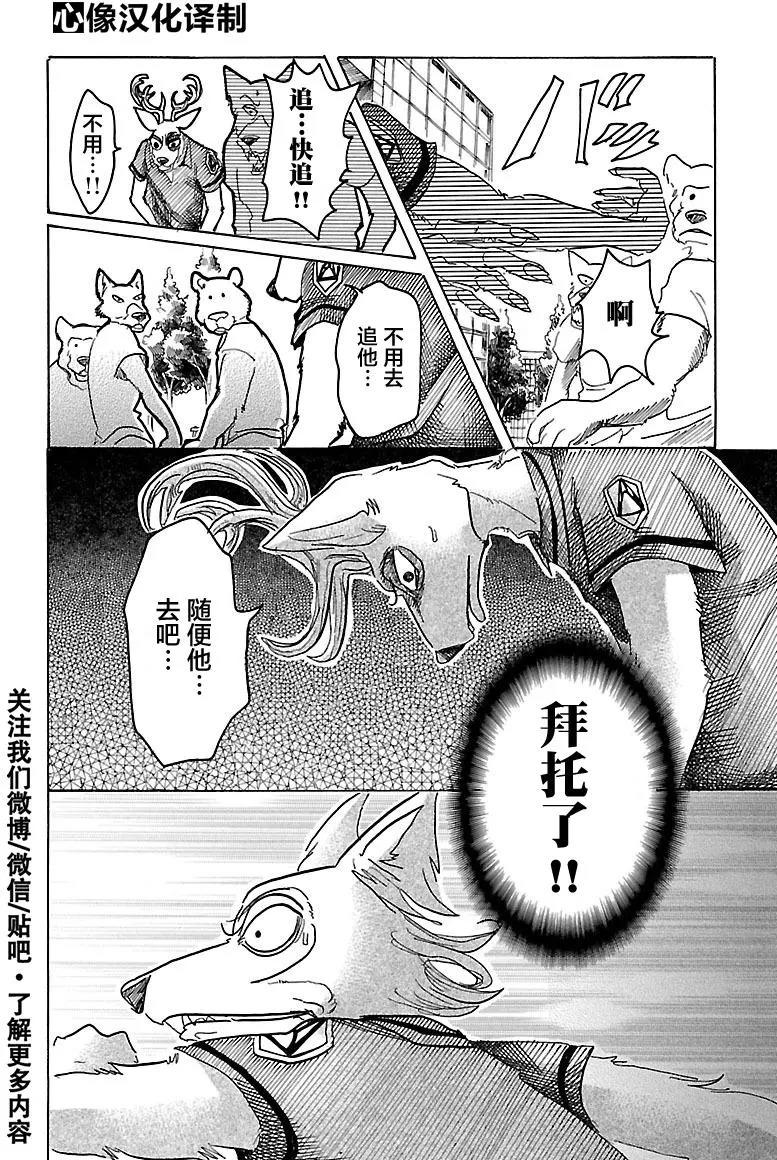 心像汉化译制
バッ
啊
追…快追!!
不用…!!
不用去
追他…
随便他…
去吧…
拜托了!!
关注我们微博/微信/贴吧·了解更多内容